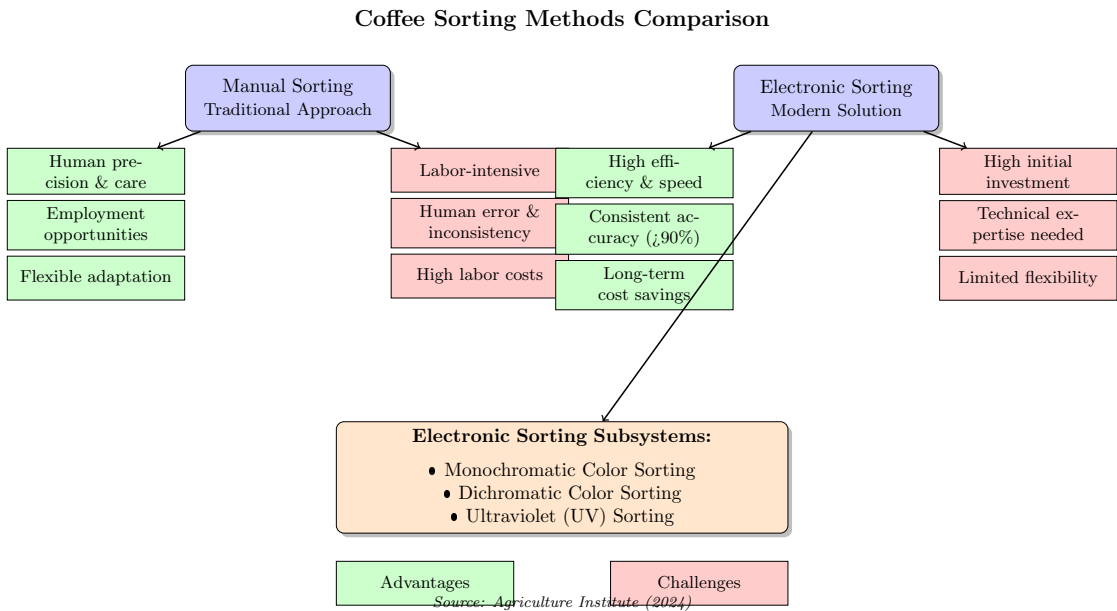 Coffee Sorting Methods Comparison
Manual Sorting
Traditional Approach
Human pre-
cision & care
Employment
opportunities
Flexible adaptation
Labor-intensive
Human error &
inconsistency
High labor costs
Electronic Sorting
Modern Solution
High effi-
ciency & speed
Consistent ac-
curacy (¿90%)
Long-term
cost savings
High initial
investment
Technical ex-
pertise needed
Limited flexibility
Electronic Sorting Subsystems:
• Monochromatic Color Sorting
• Dichromatic Color Sorting
• Ultraviolet (UV) Sorting
Advantages
Challenges
Source: Agriculture Institute (2024)